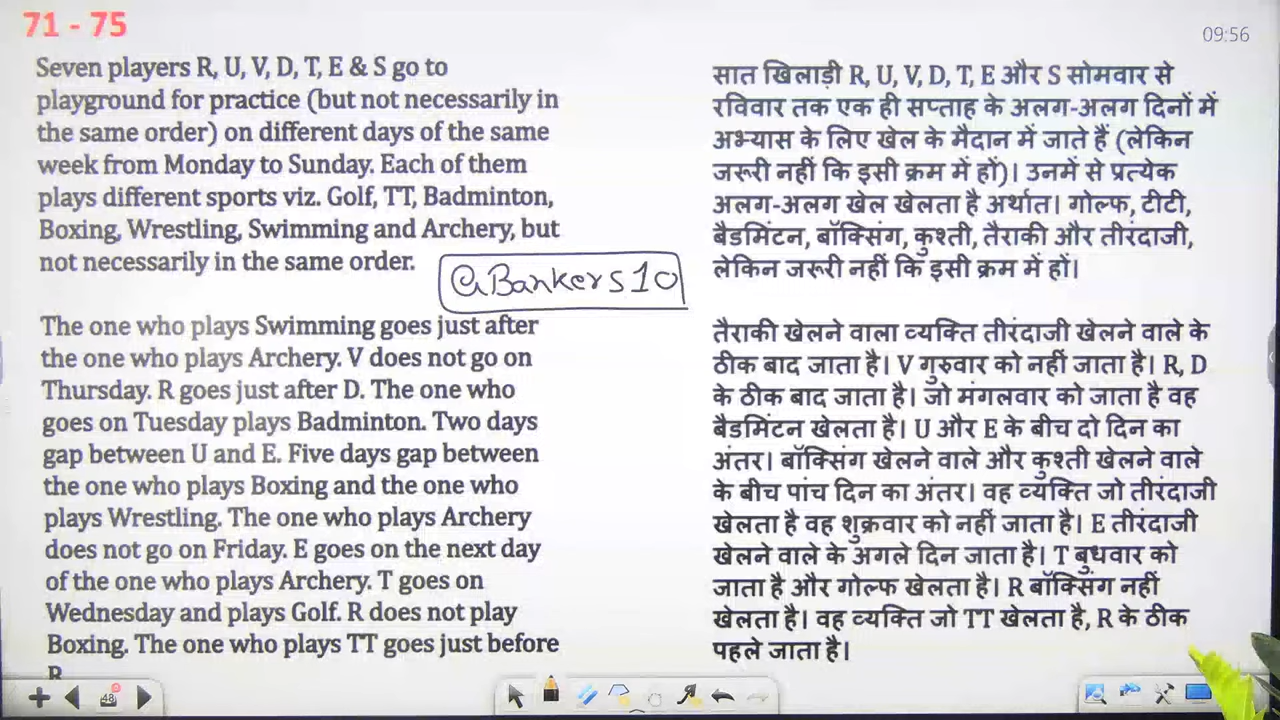 71 - 75
09:56
Seven players R, U, V, D, T, E & S go to
playground for practice (but not necessarily in
the same order) on different days of the same
week from Monday to Sunday. Each of them
plays different sports viz. Golf, TT, Badminton,
Boxing, Wrestling, Swimming and Archery, but
not necessarily in the same order.
@Bankers10
The one who plays Swimming goes just after
the one who plays Archery. V does not go on
Thursday. R goes just after D. The one who
goes on Tuesday plays Badminton. Two days
gap between U and E. Five days gap between
the one who plays Boxing and the one who
plays Wrestling. The one who plays Archery
does not go on Friday. E goes on the next day
of the one who plays Archery. T goes on
Wednesday and plays Golf. R does not play
Boxing. The one who plays TT goes just before
R
सात खिलाड़ी R, U, V, D, T, E और S सोमवार से
रविवार तक एक ही सप्ताह के अलग-अलग दिनों में
अभ्यास के लिए खेल के मैदान में जाते हैं (लेकिन
जरूरी नहीं कि इसी क्रम में हों)। उनमें से प्रत्येक
अलग-अलग खेल खेलता है अर्थात। गोल्फ, टीटी,
बैडमिंटन, बॉक्सिंग, कुश्ती, तैराकी और तीरंदाजी,
लेकिन जरूरी नहीं कि इसी क्रम में हों।
तैराकी खेलने वाला व्यक्ति तीरंदाजी खेलने वाले के
ठीक बाद जाता है। V गुरुवार को नहीं जाता है। R, D
के ठीक बाद जाता है। जो मंगलवार को जाता है वह
बैडमिंटन खेलता है। U और E के बीच दो दिन का
अंतर। बॉक्सिंग खेलने वाले और कुश्ती खेलने वाले
के बीच पांच दिन का अंतर। वह व्यक्ति जो तीरंदाजी
खेलता है वह शुक्रवार को नहीं जाता है। E तीरंदाजी
खेलने वाले के अगले दिन जाता है। T बुधवार को
जाता है और गोल्फ खेलता है। R बॉक्सिंग नहीं
खेलता है। वह व्यक्ति जो TT खेलता है, R के ठीक
पहले जाता है।
48